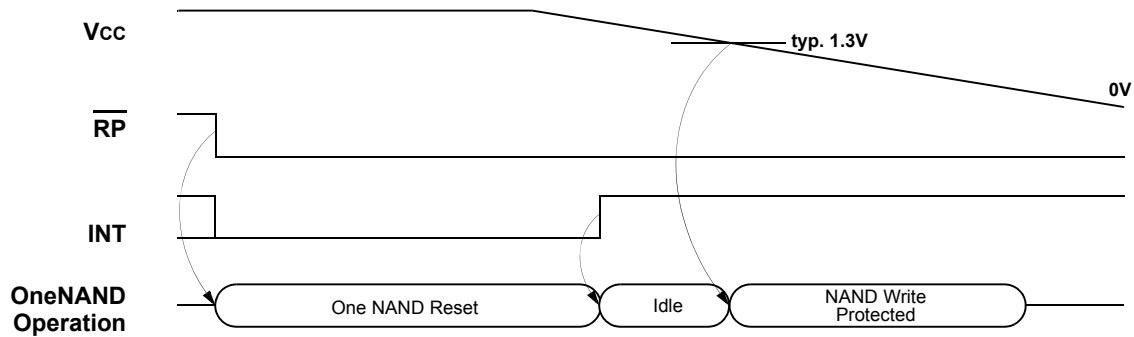 Vcc
typ. 1.3V
0V
RP
INT
OneNAND
Operation
One NAND Reset
Idle
NAND Write
Protected